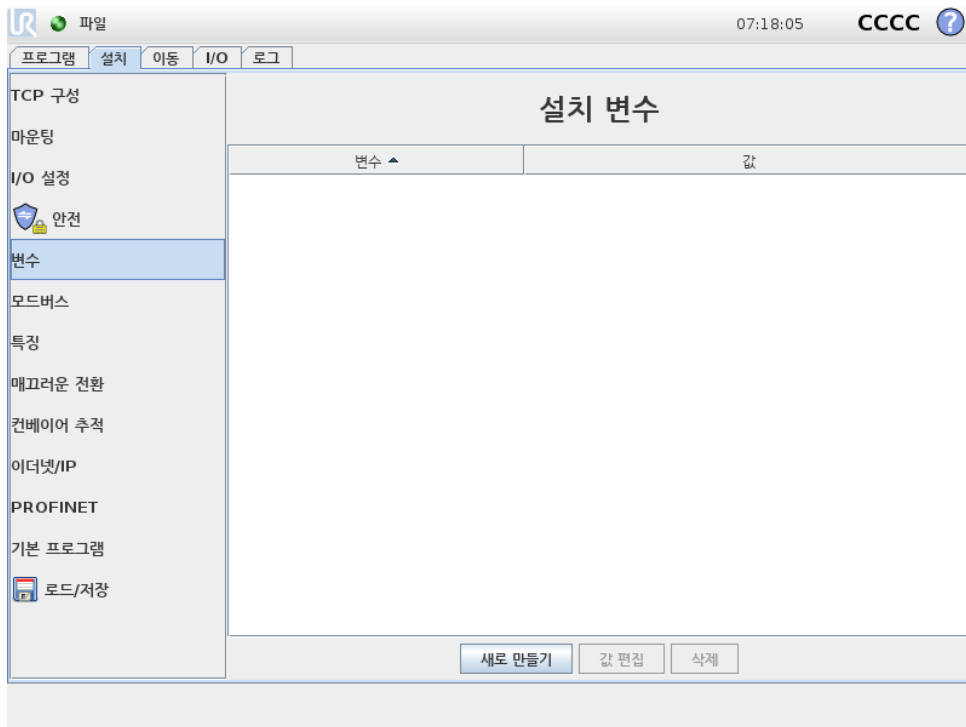 UR 파일 07:18:05 CCCC ?
프로그램 설치 이동 I/O 로그
TCP 구성
마운팅
I/O 설정
안전
변수
모드버스
특징
매끄러운 전환
컨베이어 추적
이더넷/IP
PROFINET
기본 프로그램
로드/저장
설치 변수
변수 값
새로 만들기 값 편집 삭제